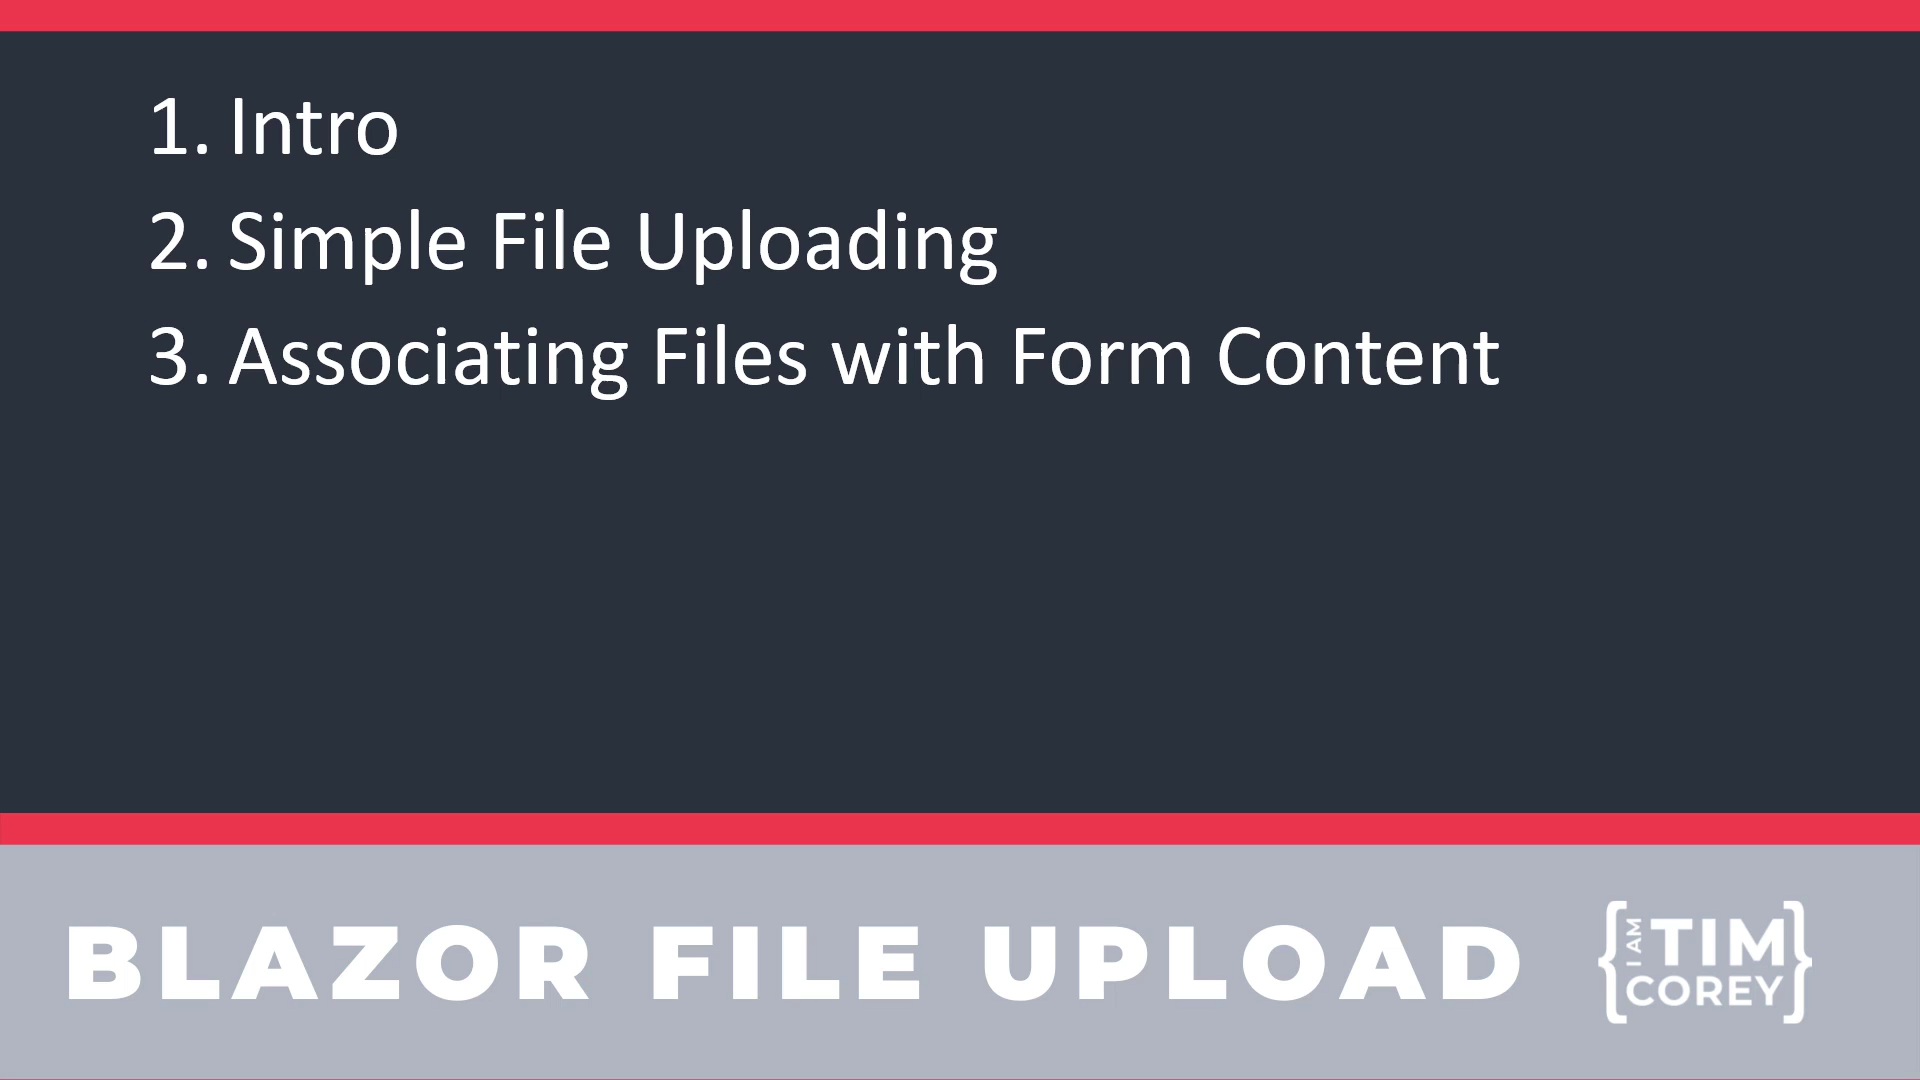 1. Intro
2. Simple File Uploading
3. Associating Files with Form Content
BLAZOR FILE UPLOAD
I AM
TIM
COREY